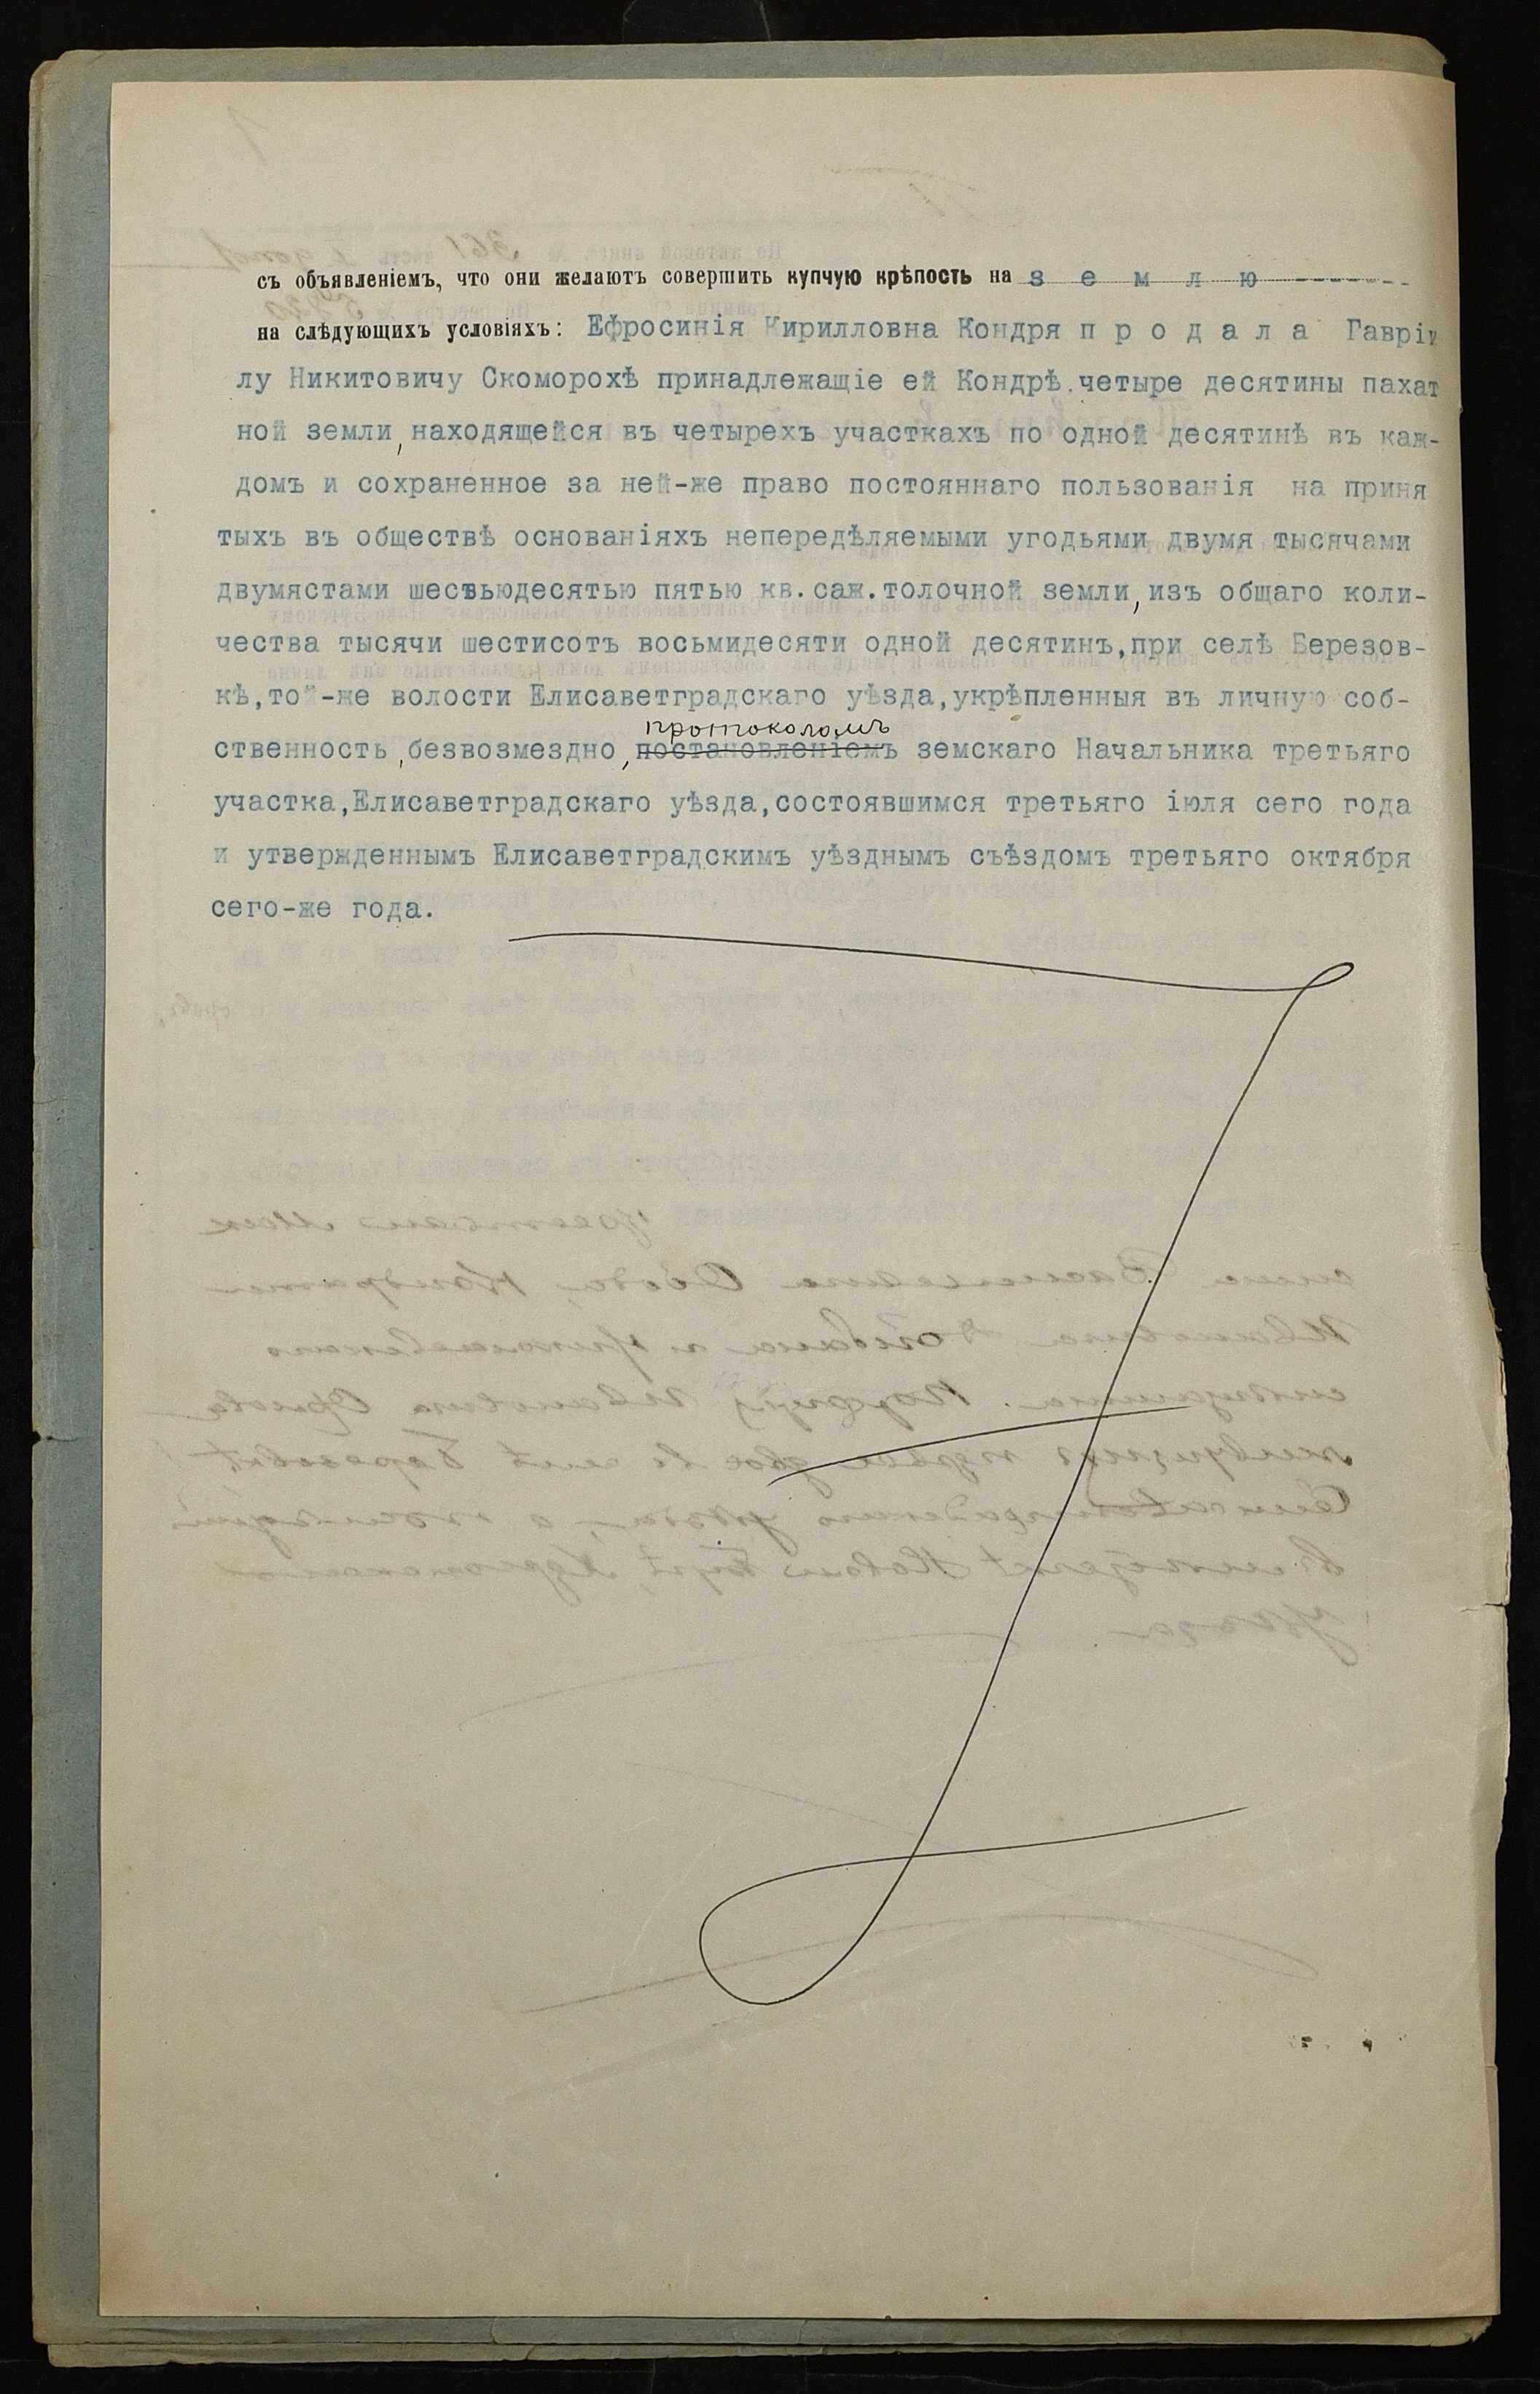 съ объявленіемъ, что они желаютъ совершить купчую крѣпость на з е м л ю -------
на слѣдующихъ условіяхъ: Ефросинія Кирилловна Кондря п р о д а л а Гавріи
лу Никитовичу Скоморохѣ принадлежащіе ей Кондрѣ.четыре десятины пахат
ной земли,находящейся въ четырехъ участкахъ по одной десятинѣ въ каж-
домъ и сохраненное за ней-же право постояннаго пользованія на приня
тыхъ въ обществѣ основаніяхъ непередѣляемыми угодьями двумя тысячами
двумястами шестьюдесятью пятью кв.саж.толочной земли,изъ общаго коли-
чества тысячи шестисотъ восьмидесяти одной десятинъ,при селѣ Березов-
кѣ,той-же волости Елисаветградскаго уѣзда,укрѣпленныя въ личную соб-
протоколомъ
ственность,безвозмездно,постановленіемъ земскаго Начальника третьяго
участка,Елисаветградскаго уѣзда,состоявшимся третьяго іюля сего года
и утвержденнымъ Елисаветградскимъ уѣзднымъ съѣздомъ третьяго октября
сего-же года.